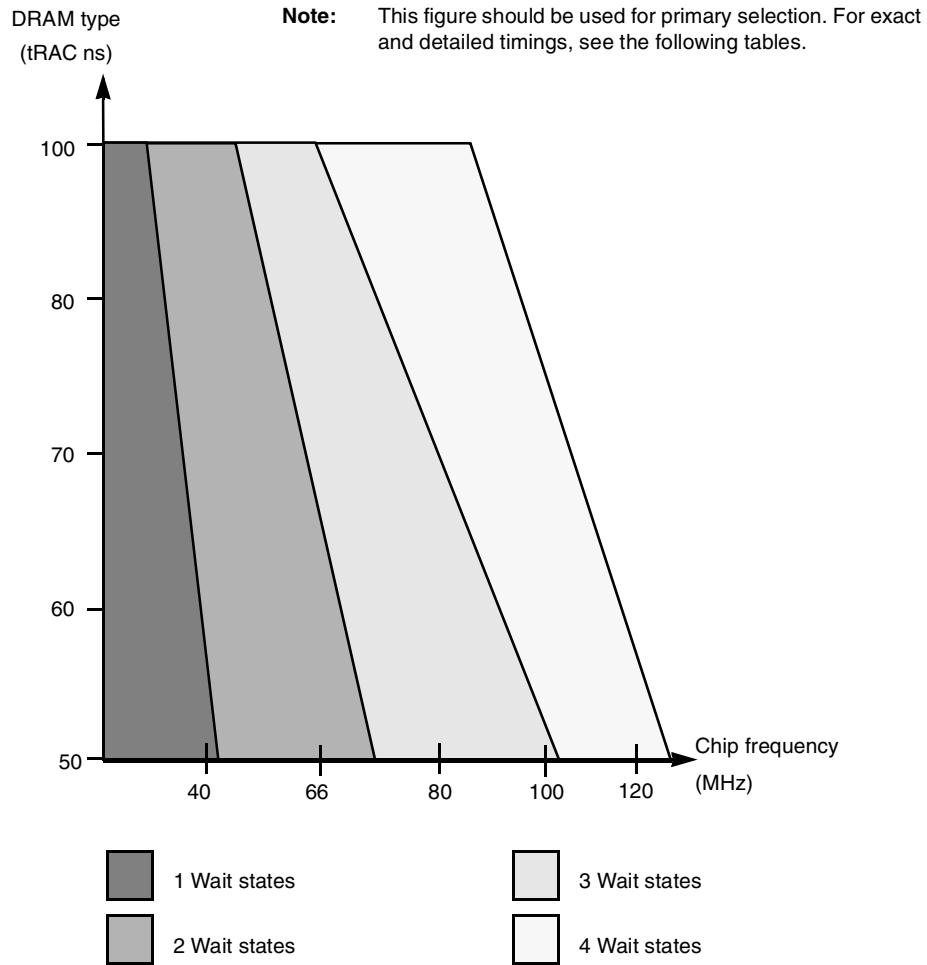 DRAM type
(tRAC ns)
Note: This figure should be used for primary selection. For exact
and detailed timings, see the following tables.
100
80
70
60
50
40 66 80 100 120
Chip frequency
(MHz)
1 Wait states
3 Wait states
2 Wait states
4 Wait states